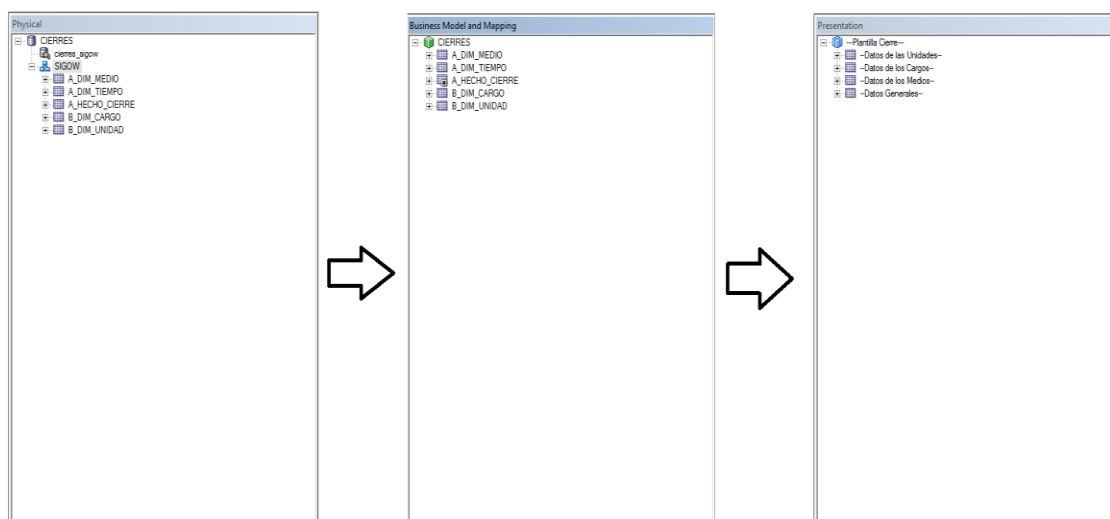 Physical
CIERRES
cierres_sigow
SIGOW
A_DIM_MEDIO
A_DIM_TIEMPO
A_HECHO_CIERRE
B_DIM_CARGO
B_DIM_UNIDAD
Business Model and Mapping
CIERRES
A_DIM_MEDIO
A_DIM_TIEMPO
A_HECHO_CIERRE
B_DIM_CARGO
B_DIM_UNIDAD
Presentation
---Plantilla Cierre---
--Datos de las Unidades--
--Datos de los Cargos--
--Datos de los Medios--
--Datos Generales--